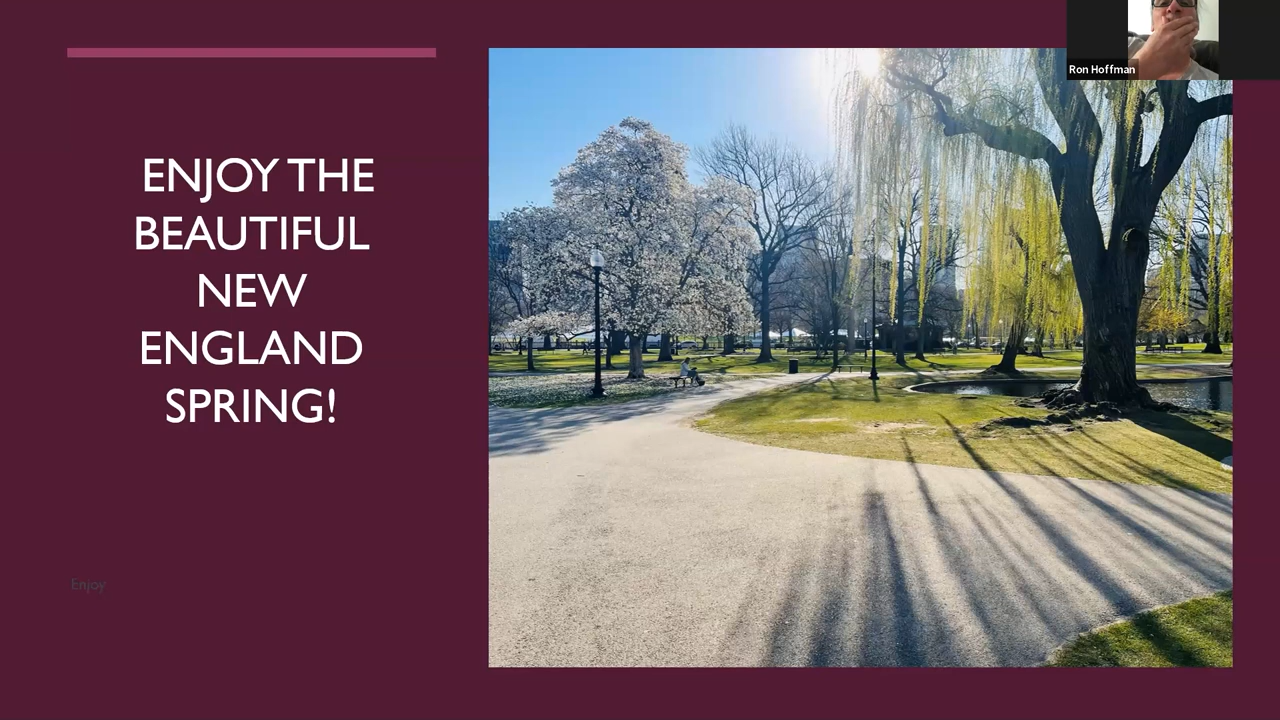 ENJOY THE
BEAUTIFUL
NEW
ENGLAND
SPRING!
Enjoy
Ron Hoffman